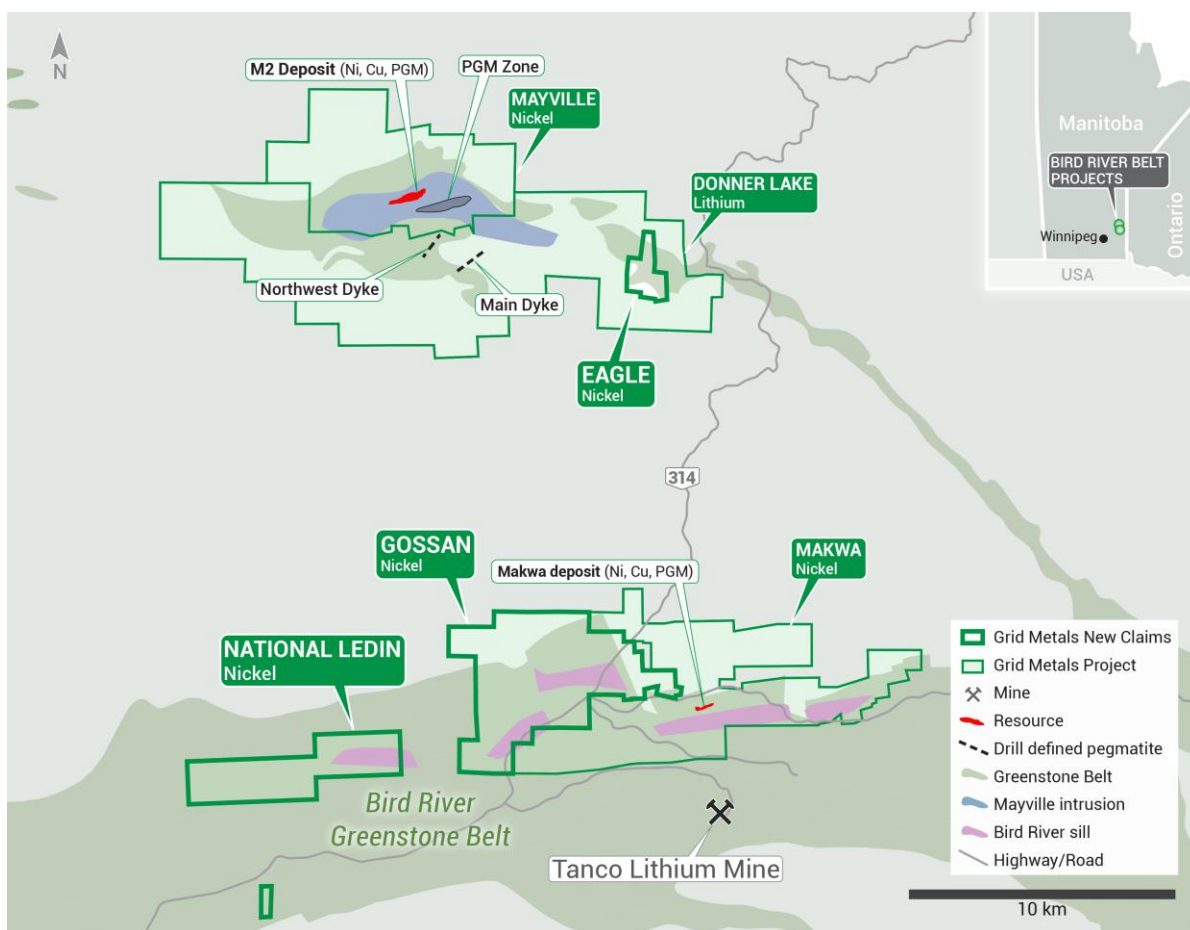 N
M2 Deposit (Ni, Cu, PGM)
PGM Zone
MAYVILLE
Nickel
DONNER LAKE
Lithium
Northwest Dyke
Main Dyke
EAGLE
Nickel
Manitoba
BIRD RIVER BELT
PROJECTS
Winnipeg
Ontario
USA
314
GOSSAN
Nickel
Makwa deposit (Ni, Cu, PGM)
MAKWA
Nickel
NATIONAL LEDIN
Nickel
Bird River
Greenstone Belt
Tanco Lithium Mine
Grid Metals New Claims
Grid Metals Project
Mine
Resource
Drill defined pegmatite
Greenstone Belt
Mayville intrusion
Bird River sill
Highway/Road
10 km